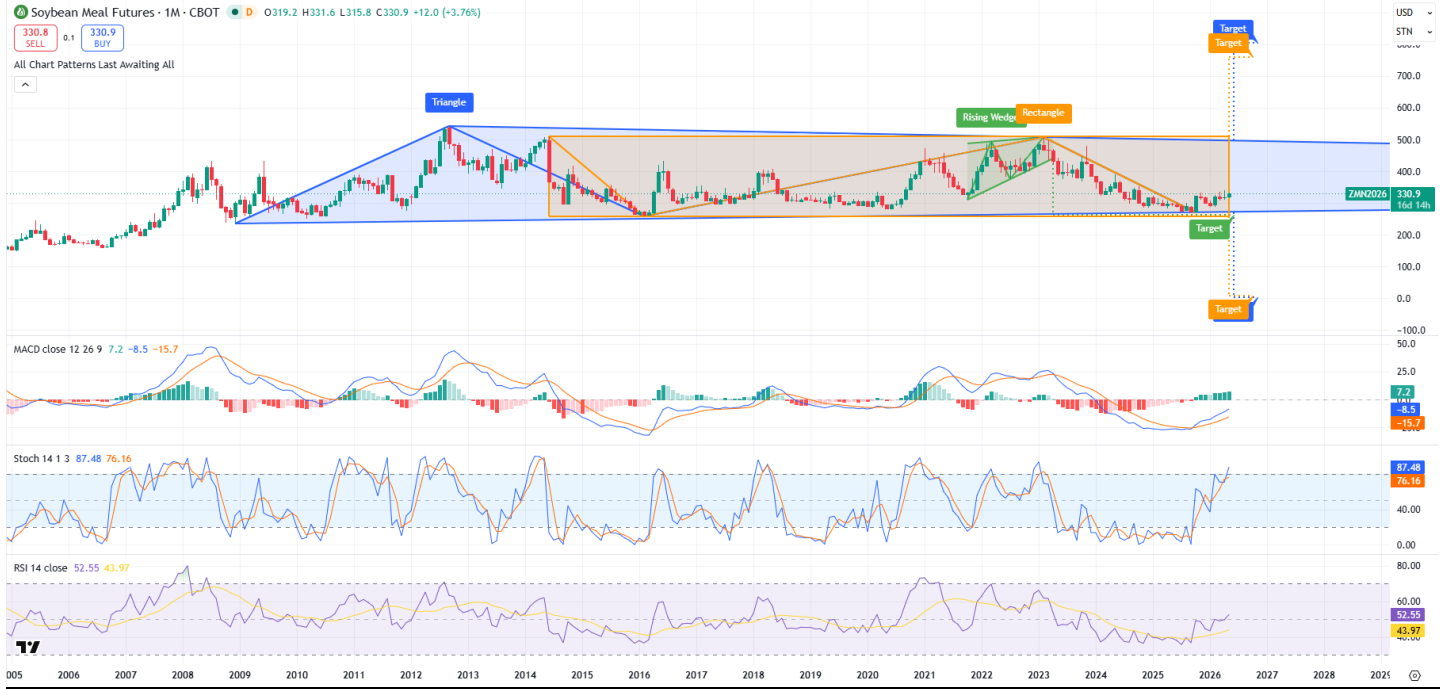 Soybean Meal Futures · 1M · CBOT D O319.2 H331.6 L315.8 C330.9 +12.0 (+3.76%)
USD
330.8 SELL 0.1 330.9 BUY
STN
All Chart Patterns Last Awaiting All
Target
Target
Triangle
Rising Wedge
Rectangle
700.0
600.0
500.0
400.0
ZMN2026 330.9
16d 14h
Target
200.0
100.0
0.0
Target
−100.0
MACD close 12 26 9 7.2 −8.5 −15.7
50.0
25.0
7.2
−8.5
−15.7
Stoch 14 1 3 87.48 76.16
87.48
76.16
40.00
0.00
RSI 14 close 52.55 43.97
80.00
60.00
52.55
43.97
2006 2007 2008 2009 2010 2011 2012 2013 2014 2015 2016 2017 2018 2019 2020 2021 2022 2023 2024 2025 2026 2027 2028